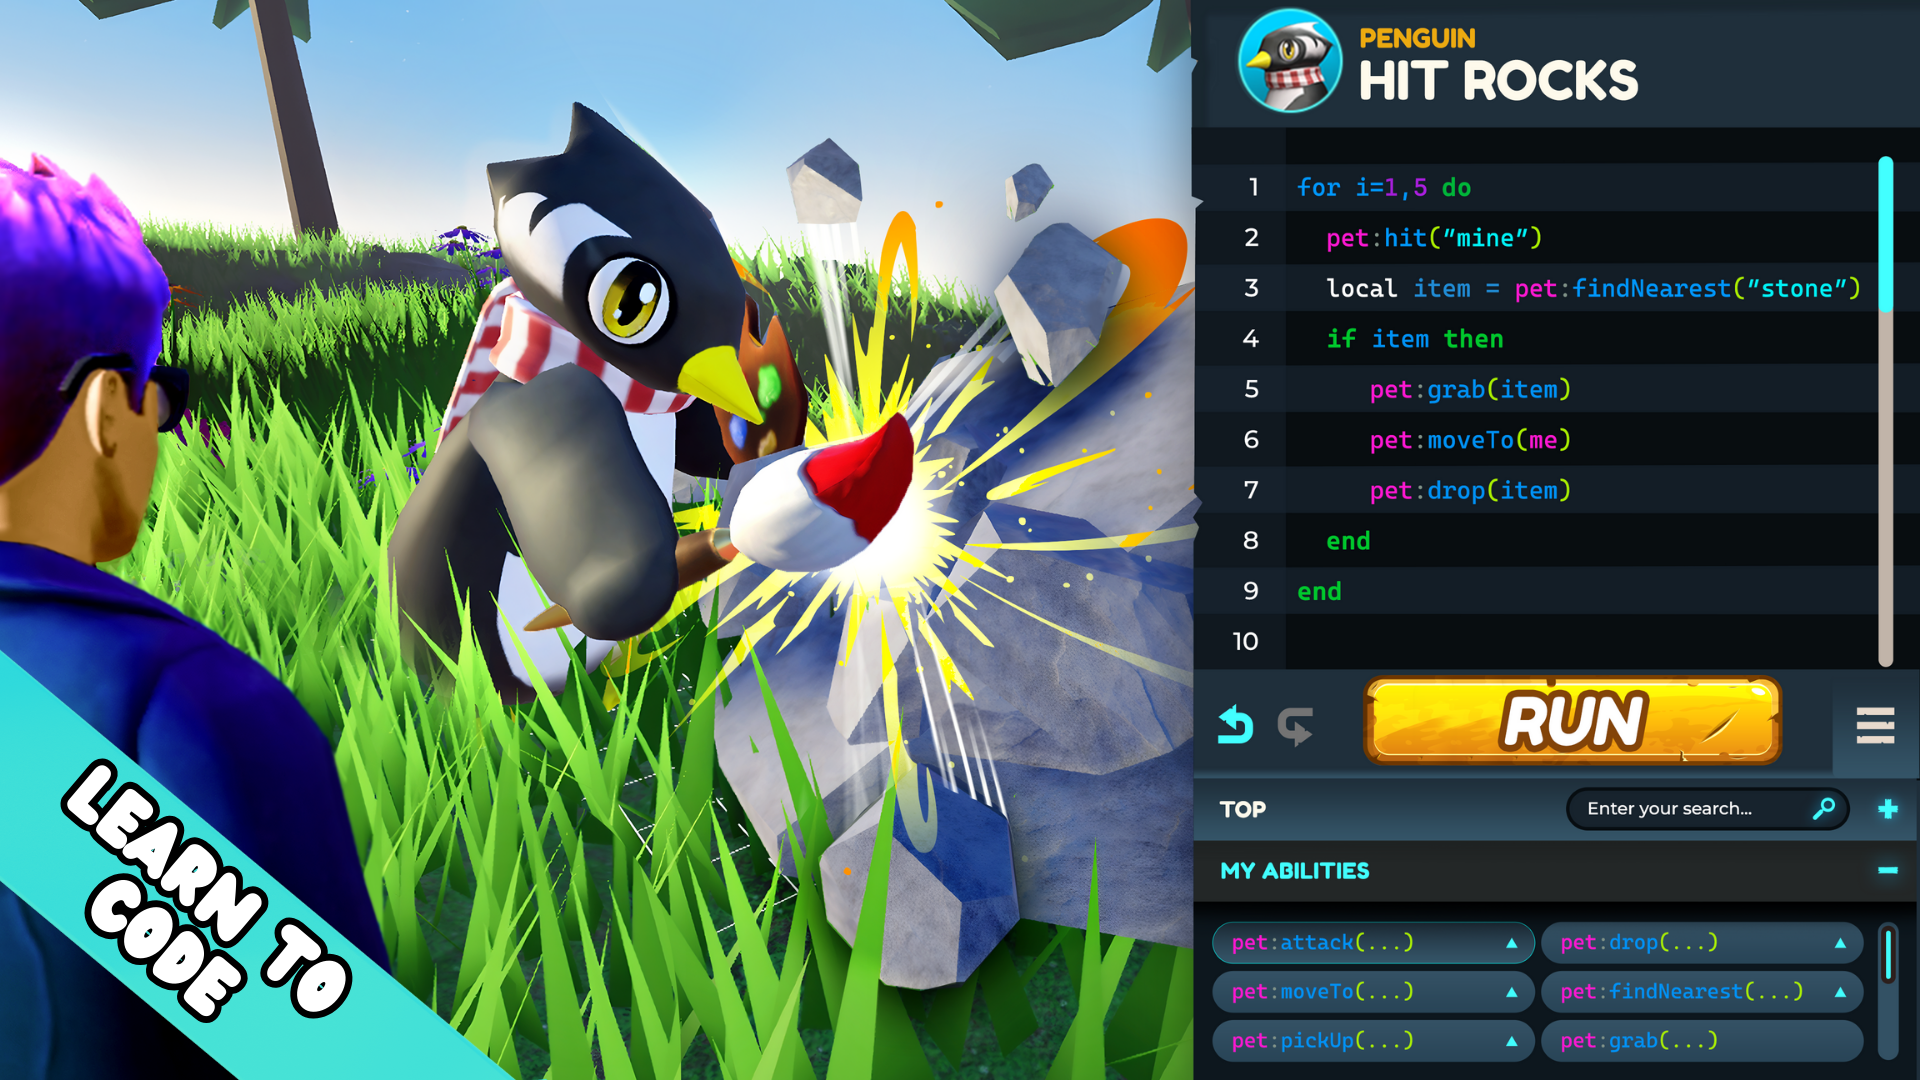 PENGUIN
HIT ROCKS
1 for i=1,5 do
2 pet:hit(”mine”)
3 local item = pet:findNearest(”stone”)
4 if item then
5 pet:grab(item)
6 pet:moveTo(me)
7 pet:drop(item)
8 end
9 end
10
RUN
TOP
Enter your search...
MY ABILITIES
pet:attack(...)
pet:drop(...)
pet:moveTo(...)
pet:findNearest(...)
pet:pickUp(...)
pet:grab(...)
LEARN TO
CODE